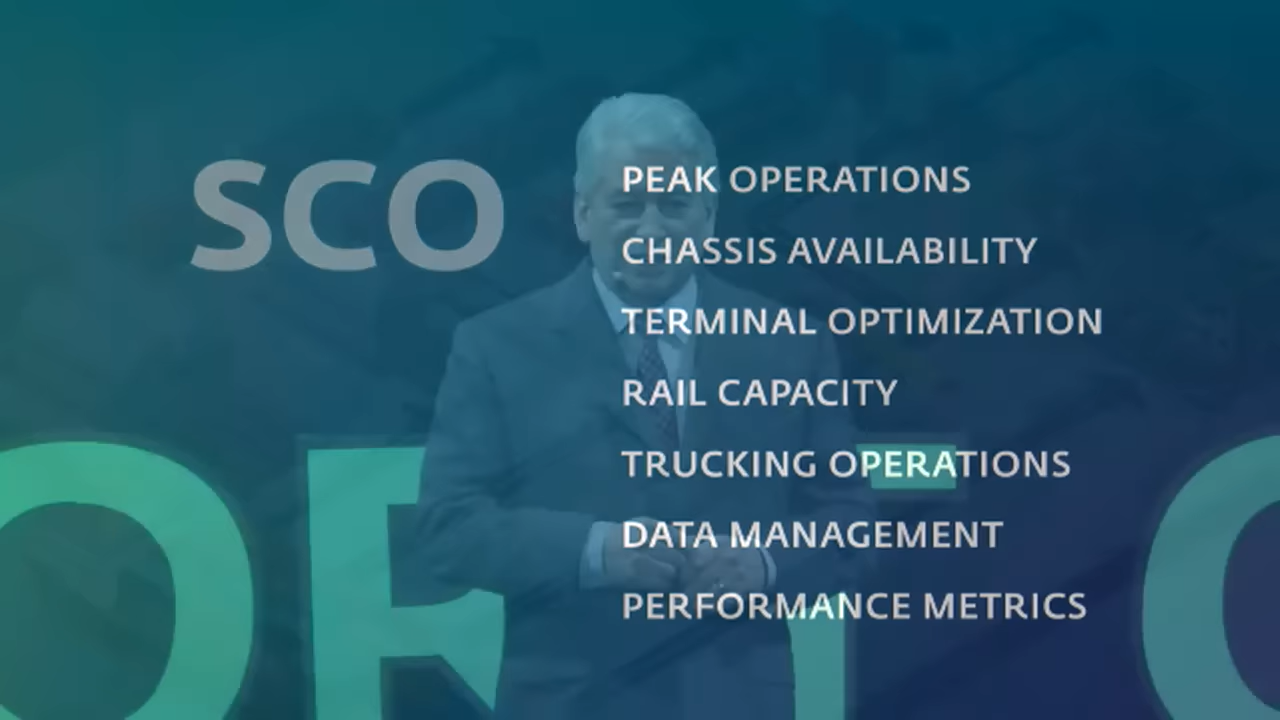 SCO
PEAK OPERATIONS
CHASSIS AVAILABILITY
TERMINAL OPTIMIZATION
RAIL CAPACITY
TRUCKING OPERATIONS
DATA MANAGEMENT
PERFORMANCE METRICS